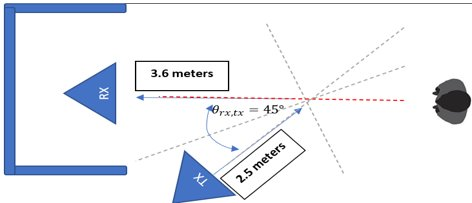 3.6 meters
RX
θrx,tx = 45°
2.5 meters
TX